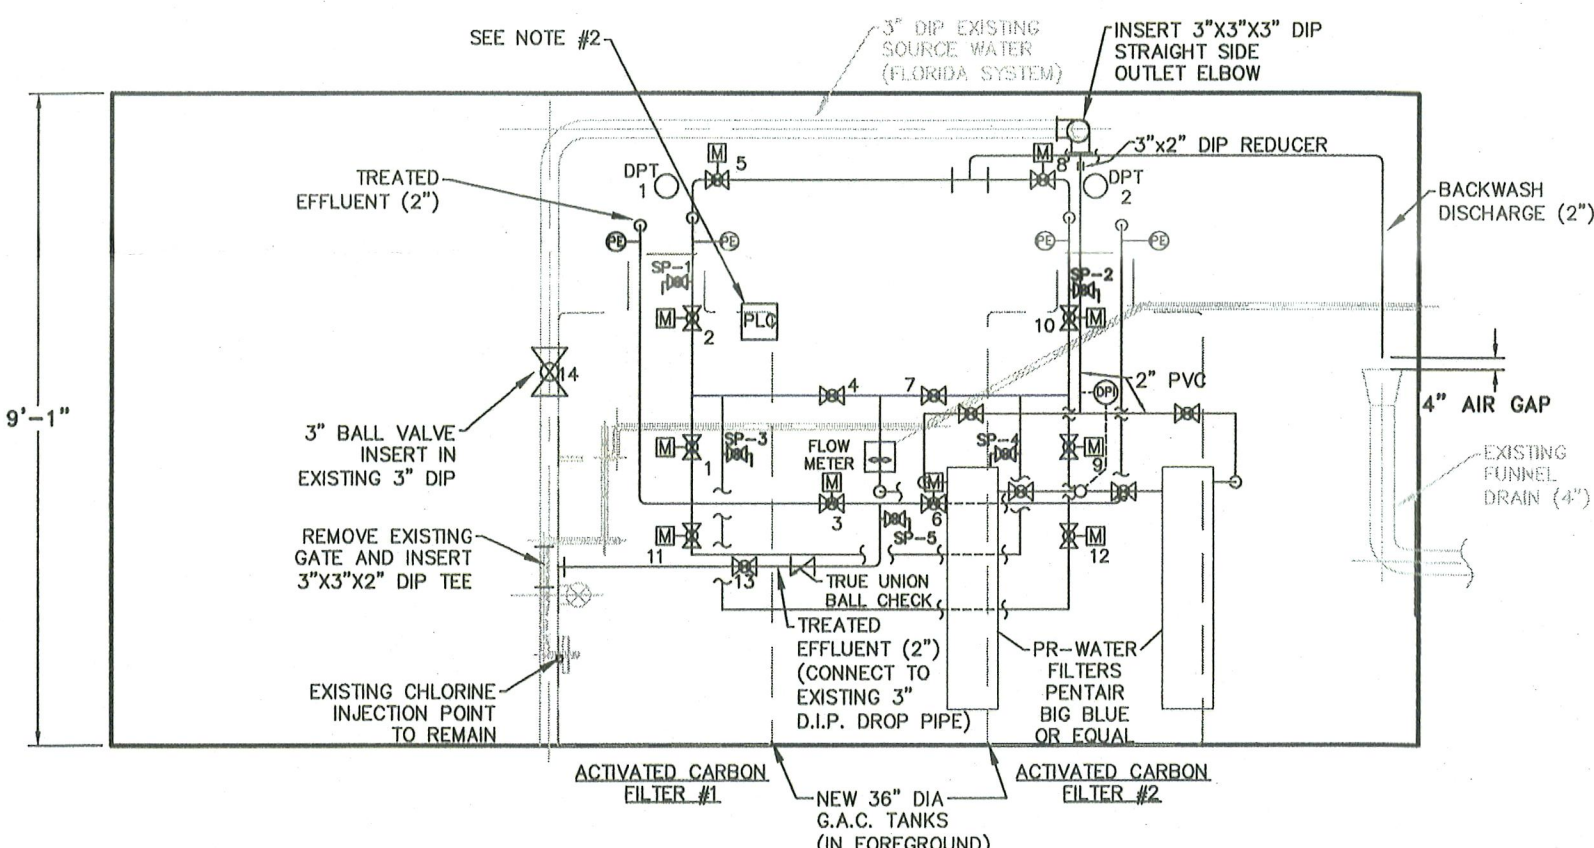 SEE NOTE #2
3" DIP EXISTING
SOURCE WATER
(FLORIDA SYSTEM)
INSERT 3"X3"X3" DIP
STRAIGHT SIDE
OUTLET ELBOW
3"x2" DIP REDUCER
M
5
M
8
DPT
1
DPT
2
TREATED
EFFLUENT (2")
BACKWASH
DISCHARGE (2")
PE
PE
PE
PE
SP-1
SP-2
M
2
PLC
10
M
14
9'-1"
4
7
2" PVC
DPI
4" AIR GAP
3" BALL VALVE
INSERT IN
EXISTING 3" DIP
M
1
SP-3
FLOW
METER
SP-4
M
9
EXISTING
FUNNEL
DRAIN (4")
M
3
M
6
SP-5
REMOVE EXISTING
GATE AND INSERT
3"X3"X2" DIP TEE
M
11
M
12
13
TRUE UNION
BALL CHECK
TREATED
EFFLUENT (2")
(CONNECT TO
EXISTING 3"
D.I.P. DROP PIPE)
PR-WATER
FILTERS
PENTAIR
BIG BLUE
OR EQUAL
EXISTING CHLORINE
INJECTION POINT
TO REMAIN
ACTIVATED CARBON
FILTER #1
ACTIVATED CARBON
FILTER #2
NEW 36" DIA
G.A.C. TANKS
(IN FOREGROUND)